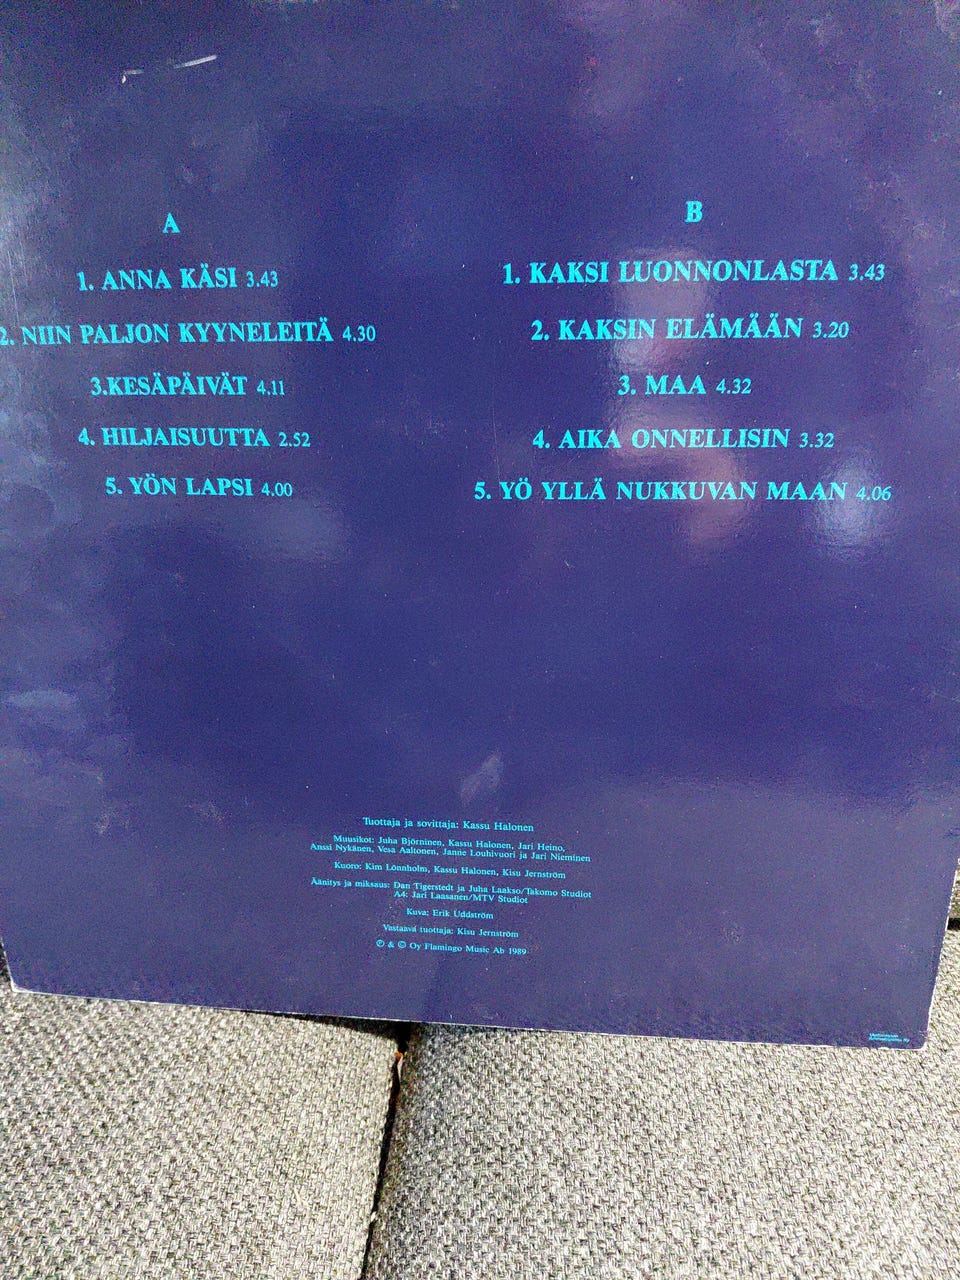 A
1. ANNA KÄSI 3.43
2. NIIN PALJON KYYNELEITÄ 4.30
3.KESÄPÄIVÄT 4.11
4. HILJAISUUTTA 2.52
5. YÖN LAPSI 4.00
B
1. KAKSI LUONNONLASTA 3.43
2. KAKSIN ELÄMÄÄN 3.20
3. MAA 4.32
4. AIKA ONNELLISIN 3.32
5. YÖ YLLÄ NUKKUVAN MAAN 4.06
Tuottaja ja sovittaja: Kassu Halonen
Muusikot: Juha Björninen, Kassu Halonen, Jari Heino,
Anssi Nykänen, Vesa Aaltonen, Janne Louhivuori ja Jari Nieminen
Kuoro: Kim Lönnholm, Kassu Halonen, Kisu Jernström
Äänitys ja miksaus: Dan Tigerstedt ja Juha Laakso/Takomo Studiot
A4: Jari Laasanen/MTV Studiot
Kuva: Erik Uddström
Vastaava tuottaja: Kisu Jernström
℗ & © Oy Flamingo Music Ab 1989